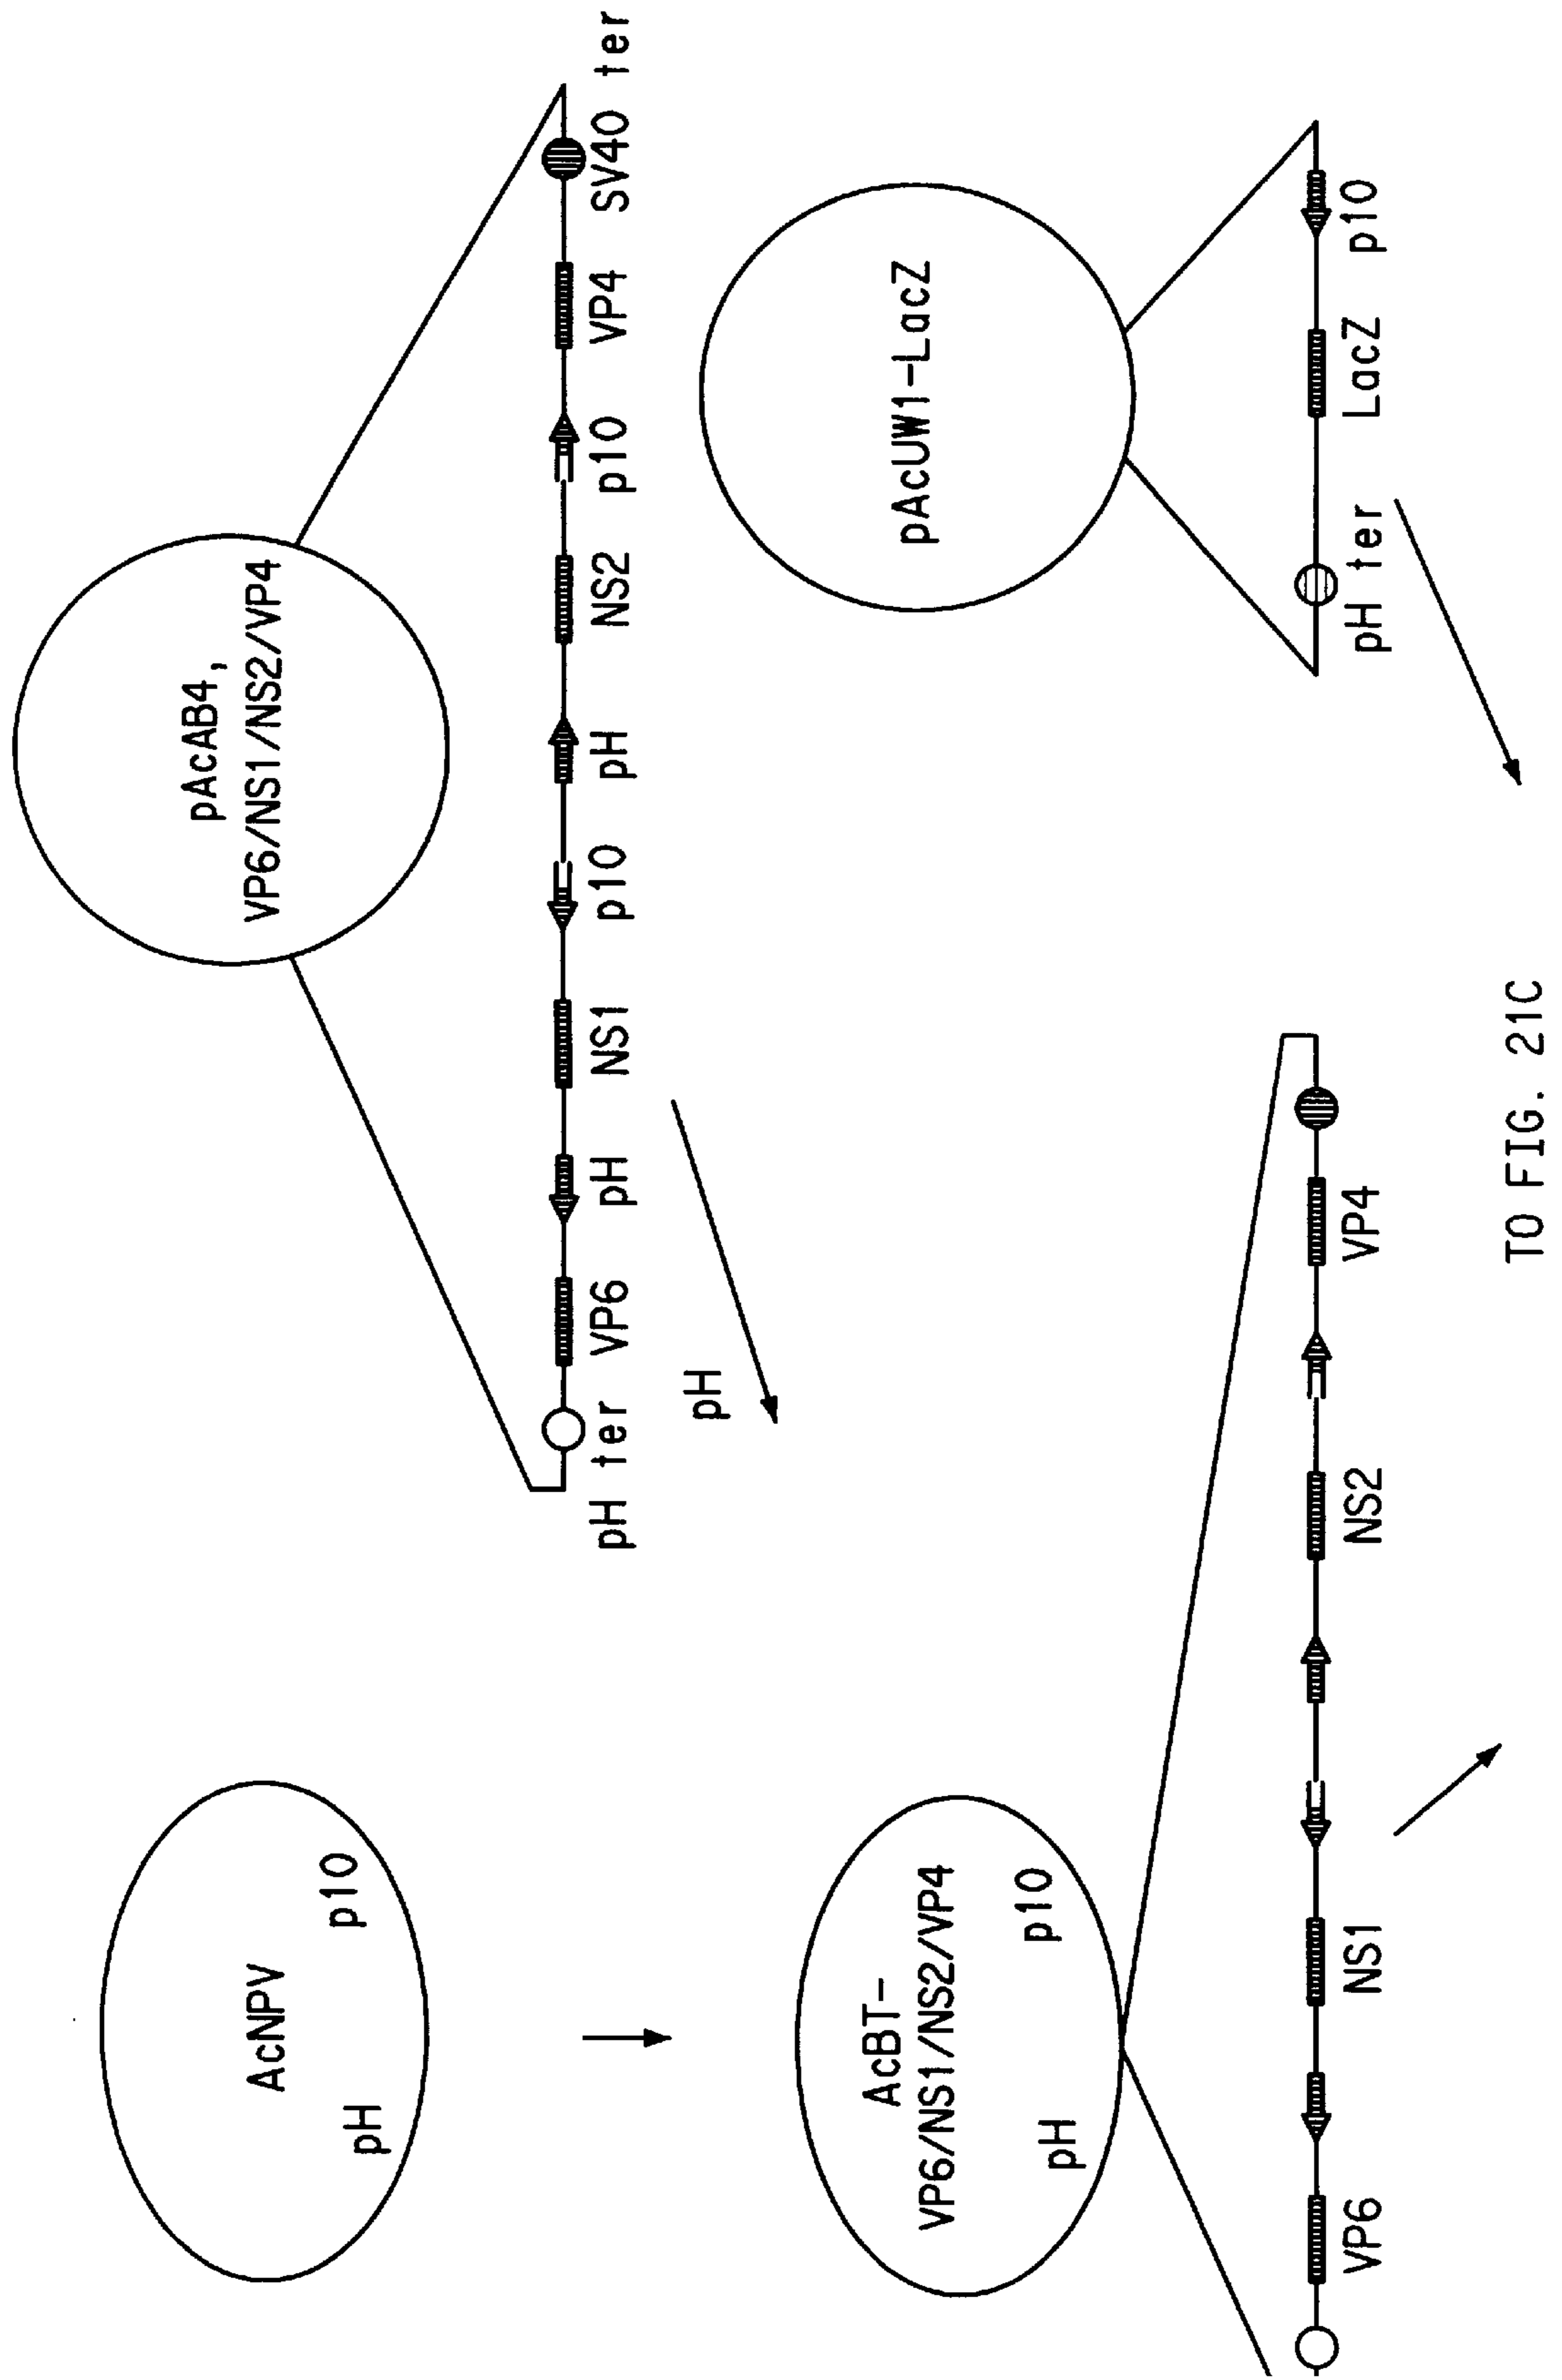 AcNPV
pH
p10
pAcAB4,
VP6/NS1/NS2/VP4
pH ter VP6 pH NS1 p10 pH NS2 p10 VP4 SV40 ter
pH
AcBT-
VP6/NS1/NS2/VP4
pH
p10
VP6 NS1 NS2 VP4
pAcUW1-LacZ
pH ter LacZ p10
TO FIG. 21C